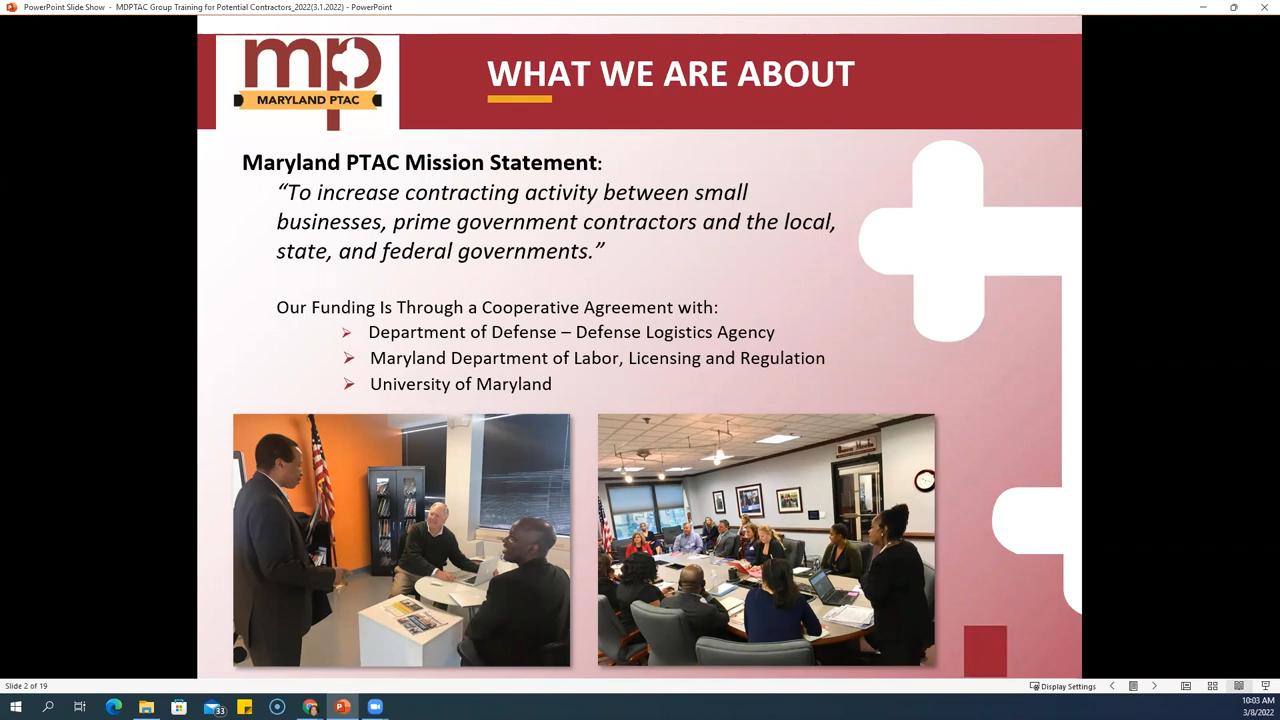 PowerPoint Slide Show - MDPTAC Group Training for Potential Contractors_2022(3.1.2022) - PowerPoint
mp
MARYLAND PTAC
WHAT WE ARE ABOUT
Maryland PTAC Mission Statement:
“To increase contracting activity between small
businesses, prime government contractors and the local,
state, and federal governments.”
Our Funding Is Through a Cooperative Agreement with:
Department of Defense – Defense Logistics Agency
Maryland Department of Labor, Licensing and Regulation
University of Maryland
Slide 2 of 19
Display Settings
33
10:03 AM
3/8/2022